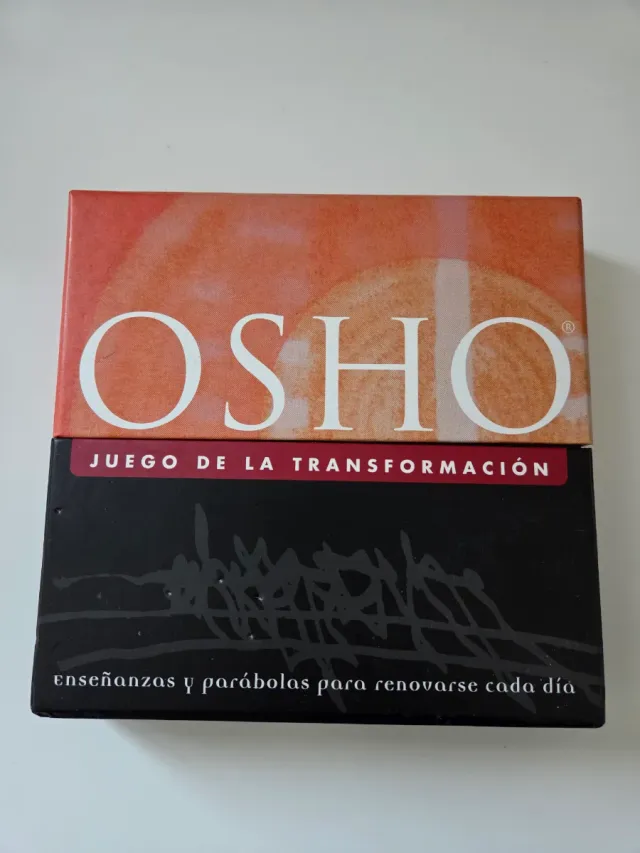 OSHO®
JUEGO DE LA TRANSFORMACIÓN
enseñanzas y parábolas para renovarse cada día